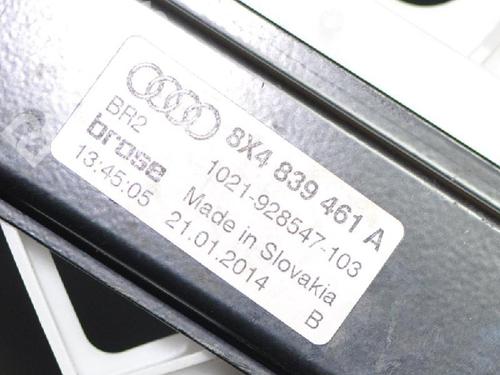 8X4 839 461 A
BR2
1021-928547-103
brose
Made in Slovakia
13:45:05
21.01.2014
B